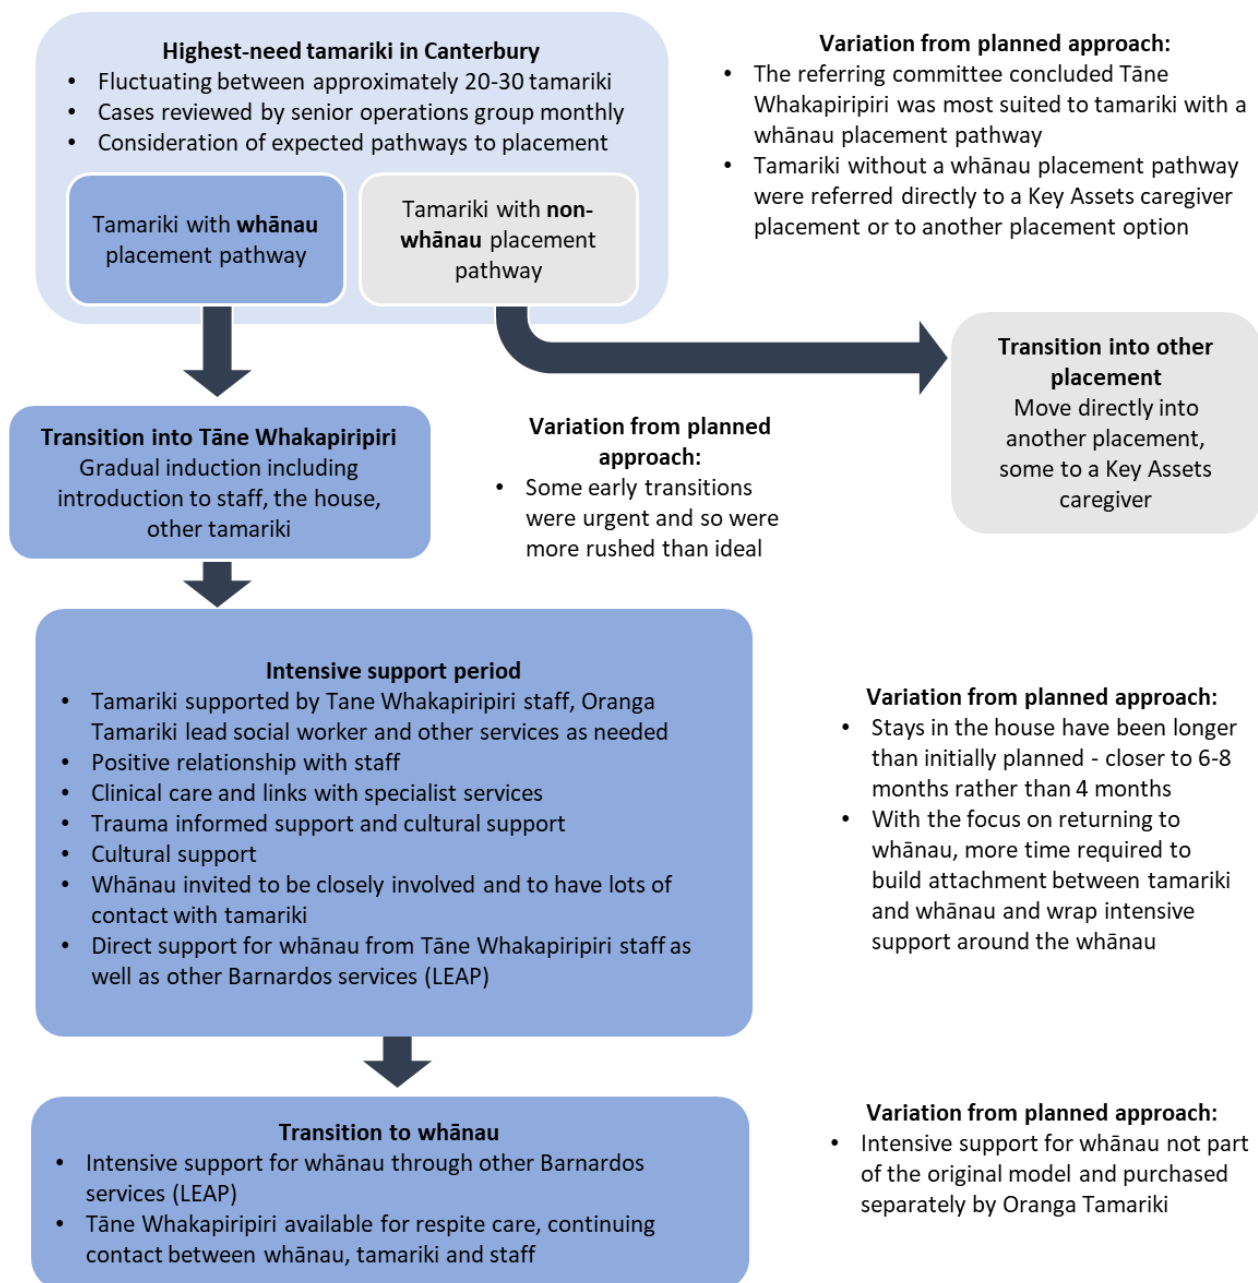 Highest-need tamariki in Canterbury
• Fluctuating between approximately 20-30 tamariki
• Cases reviewed by senior operations group monthly
• Consideration of expected pathways to placement
Tamariki with whānau
placement pathway
Tamariki with non-
whānau placement
pathway
Variation from planned approach:
• The referring committee concluded Tāne
Whakapiripiri was most suited to tamariki with a
whānau placement pathway
• Tamariki without a whānau placement pathway
were referred directly to a Key Assets caregiver
placement or to another placement option
Transition into other
placement
Move directly into
another placement,
some to a Key Assets
caregiver
Transition into Tāne Whakapiripiri
Gradual induction including
introduction to staff, the house,
other tamariki
Variation from planned
approach:
• Some early transitions
were urgent and so were
more rushed than ideal
Intensive support period
• Tamariki supported by Tane Whakapiripiri staff, Oranga
Tamariki lead social worker and other services as needed
• Positive relationship with staff
• Clinical care and links with specialist services
• Trauma informed support and cultural support
• Cultural support
• Whānau invited to be closely involved and to have lots of
contact with tamariki
• Direct support for whānau from Tāne Whakapiripiri staff as
well as other Barnardos services (LEAP)
Variation from planned approach:
• Stays in the house have been longer
than initially planned - closer to 6-8
months rather than 4 months
• With the focus on returning to
whānau, more time required to
build attachment between tamariki
and whānau and wrap intensive
support around the whānau
Transition to whānau
• Intensive support for whānau through other Barnardos
services (LEAP)
• Tāne Whakapiripiri available for respite care, continuing
contact between whānau, tamariki and staff
Variation from planned approach:
• Intensive support for whānau not part
of the original model and purchased
separately by Oranga Tamariki